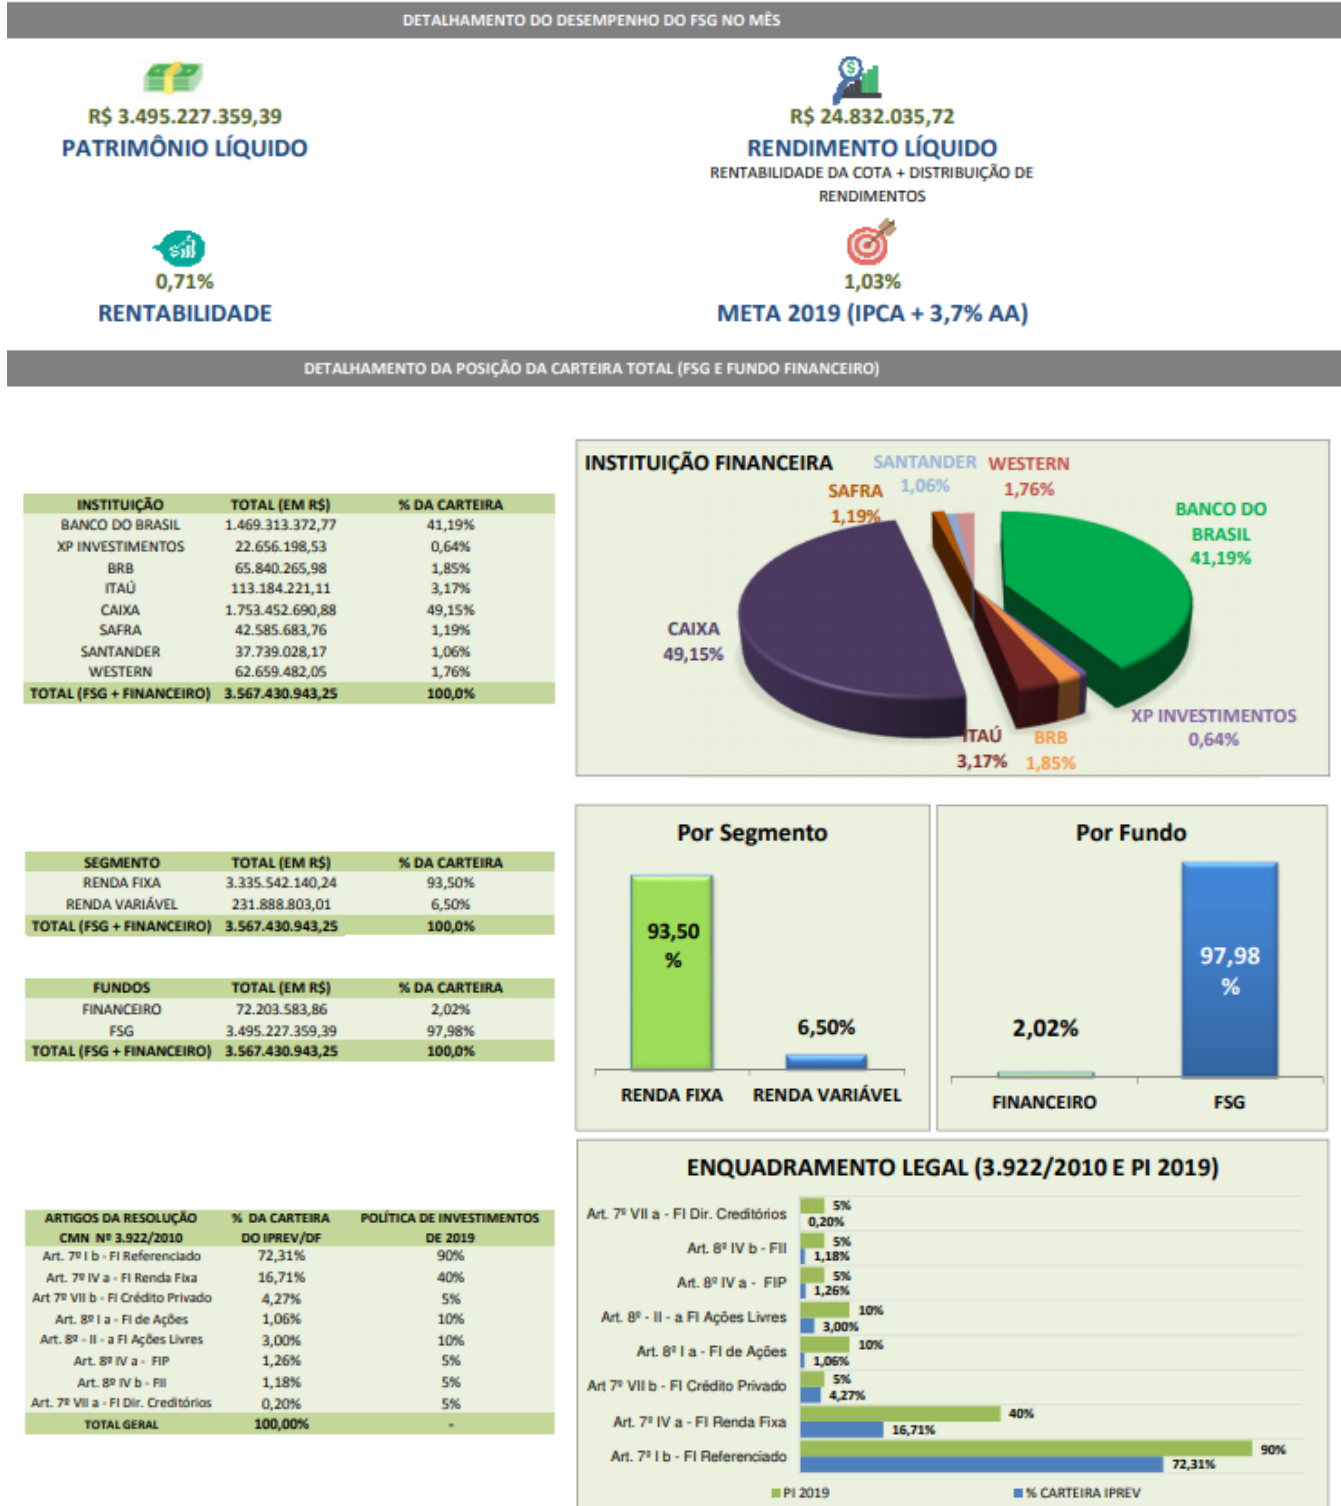 DETALHAMENTO DO DESEMPENHO DO FSG NO MÊS
R$ 3.495.227.359,39
PATRIMÔNIO LÍQUIDO
R$ 24.832.035,72
RENDIMENTO LÍQUIDO
RENTABILIDADE DA COTA + DISTRIBUIÇÃO DE
RENDIMENTOS
0,71%
RENTABILIDADE
1,03%
META 2019 (IPCA + 3,7% AA)
DETALHAMENTO DA POSIÇÃO DA CARTEIRA TOTAL (FSG E FUNDO FINANCEIRO)
INSTITUIÇÃO TOTAL (EM R$) % DA CARTEIRA
BANCO DO BRASIL 1.469.313.372,77 41,19%
XP INVESTIMENTOS 22.656.198,53 0,64%
BRB 65.840.265,98 1,85%
ITAÚ 113.184.221,11 3,17%
CAIXA 1.753.452.690,88 49,15%
SAFRA 42.585.683,76 1,19%
SANTANDER 37.739.028,17 1,06%
WESTERN 62.659.482,05 1,76%
TOTAL (FSG + FINANCEIRO) 3.567.430.943,25 100,0%
INSTITUIÇÃO FINANCEIRA
SANTANDER
1,06%
WESTERN
1,76%
SAFRA
1,19%
BANCO DO
BRASIL
41,19%
CAIXA
49,15%
XP INVESTIMENTOS
0,64%
ITAÚ
3,17%
BRB
1,85%
SEGMENTO TOTAL (EM R$) % DA CARTEIRA
RENDA FIXA 3.335.542.140,24 93,50%
RENDA VARIÁVEL 231.888.803,01 6,50%
TOTAL (FSG + FINANCEIRO) 3.567.430.943,25 100,0%
FUNDOS TOTAL (EM R$) % DA CARTEIRA
FINANCEIRO 72.203.583,86 2,02%
FSG 3.495.227.359,39 97,98%
TOTAL (FSG + FINANCEIRO) 3.567.430.943,25 100,0%
Por Segmento
93,50
%
6,50%
RENDA FIXA RENDA VARIÁVEL
Por Fundo
2,02%
97,98
%
FINANCEIRO FSG
ARTIGOS DA RESOLUÇÃO % DA CARTEIRA POLÍTICA DE INVESTIMENTOS
CMN Nº 3.922/2010 DO IPREV/DF DE 2019
Art. 7º I b - FI Referenciado 72,31% 90%
Art. 7º IV a - FI Renda Fixa 16,71% 40%
Art 7º VII b - FI Crédito Privado 4,27% 5%
Art. 8º I a - FI de Ações 1,06% 10%
Art. 8º - II - a FI Ações Livres 3,00% 10%
Art. 8º IV a - FIP 1,26% 5%
Art. 8º IV b - FII 1,18% 5%
Art. 7º VII a - FI Dir. Creditórios 0,20% 5%
TOTAL GERAL 100,00% -
ENQUADRAMENTO LEGAL (3.922/2010 E PI 2019)
Art. 7º VII a - FI Dir. Creditórios 5%
0,20%
Art. 8º IV b - FII 5%
1,18%
Art. 8º IV a - FIP 5%
1,26%
Art. 8º - II - a FI Ações Livres 10%
3,00%
Art. 8º I a - FI de Ações 10%
1,06%
Art 7º VII b - FI Crédito Privado 5%
4,27%
Art. 7º IV a - FI Renda Fixa 40%
16,71%
Art. 7º I b - FI Referenciado 90%
72,31%
PI 2019 % CARTEIRA IPREV